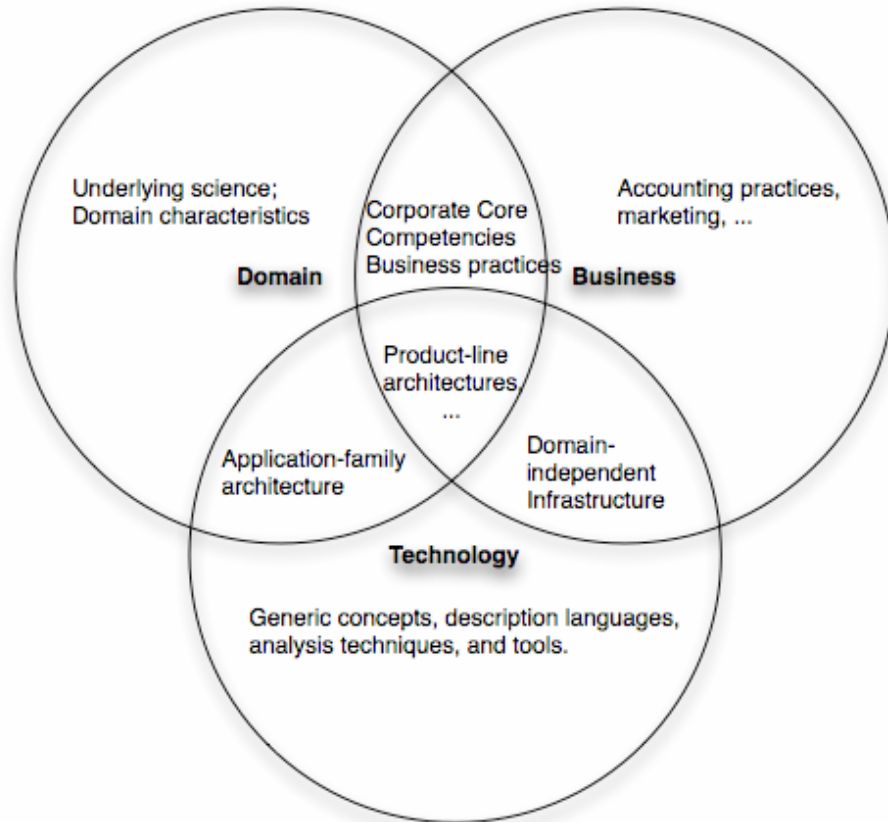 Underlying science;
Domain characteristics
Corporate Core
Competencies
Business practices
Accounting practices,
marketing, ...
Domain
Business
Product-line
architectures,
...
Application-family
architecture
Domain-
independent
Infrastructure
Technology
Generic concepts, description languages,
analysis techniques, and tools.